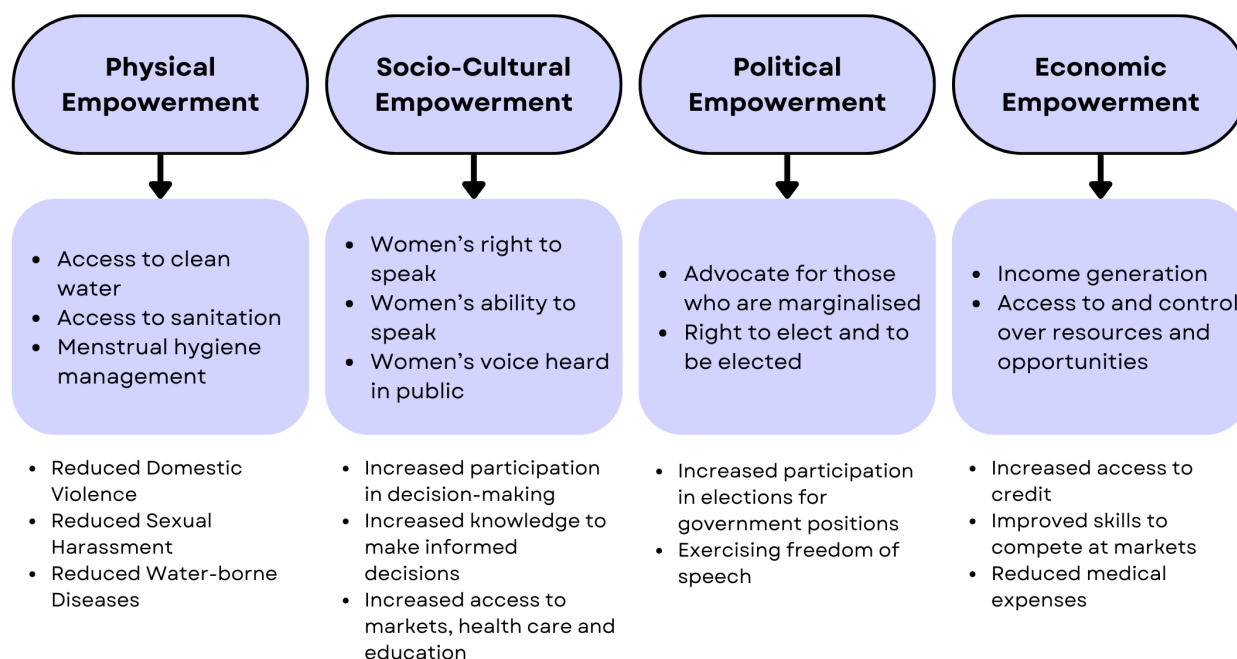 Physical
Empowerment
Socio-Cultural
Empowerment
Political
Empowerment
Economic
Empowerment
• Access to clean
water
• Access to sanitation
• Menstrual hygiene
management
• Women’s right to
speak
• Women’s ability to
speak
• Women’s voice heard
in public
• Advocate for those
who are marginalised
• Right to elect and to
be elected
• Income generation
• Access to and control
over resources and
opportunities
• Reduced Domestic
Violence
• Reduced Sexual
Harassment
• Reduced Water-borne
Diseases
• Increased participation
in decision-making
• Increased knowledge to
make informed
decisions
• Increased access to
markets, health care and
education
• Increased participation
in elections for
government positions
• Exercising freedom of
speech
• Increased access to
credit
• Improved skills to
compete at markets
• Reduced medical
expenses